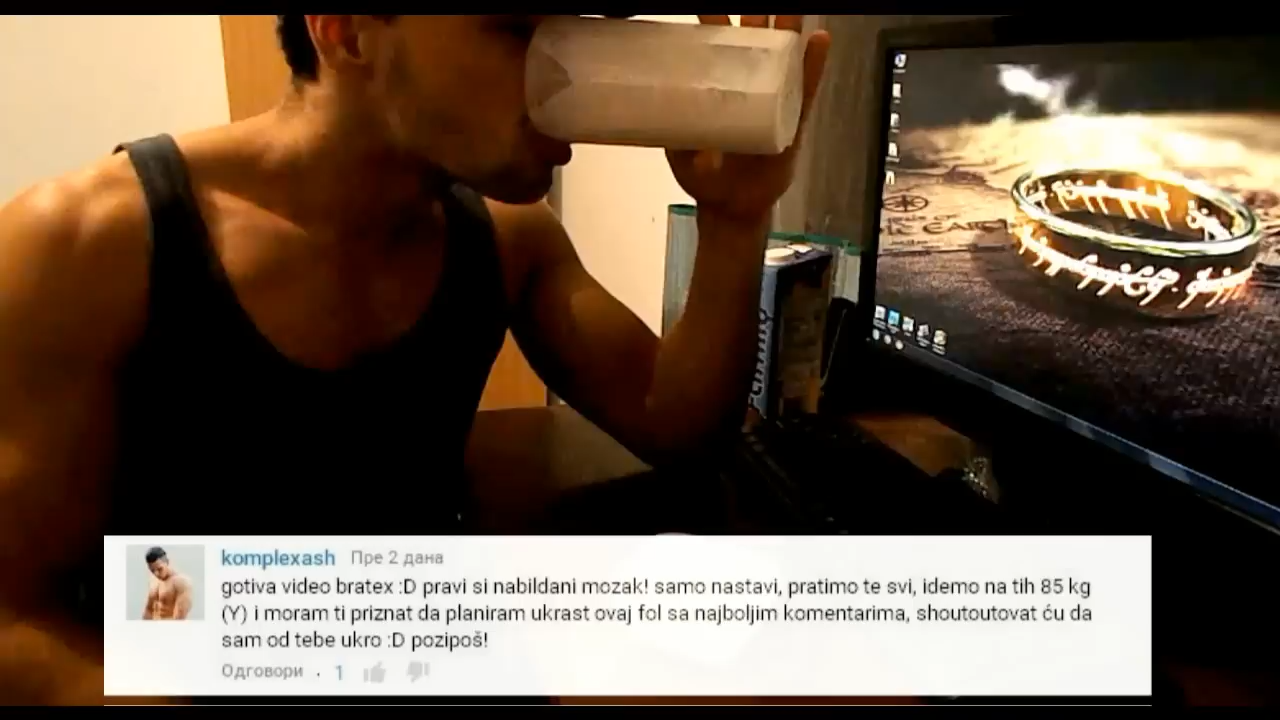 komplexash Пре 2 дана
gotiva video bratex :D pravi si nabildani mozak! samo nastavi, pratimo te svi, idemo na tih 85 kg
(Y) i moram ti priznat da planiram ukrast ovaj fol sa najboljim komentarima, shoutoutovat ću da
sam od tebe ukro :D pozipoš!
Одговори . 1